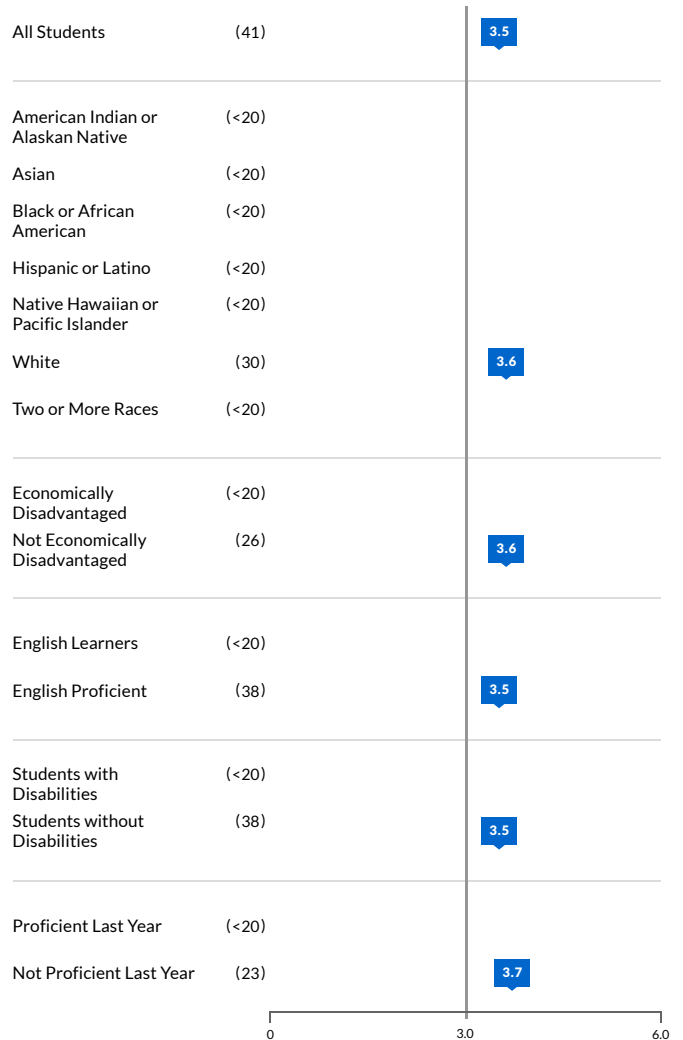 All Students (41) 3.5
American Indian or (<20)
Alaskan Native
Asian (<20)
Black or African (<20)
American
Hispanic or Latino (<20)
Native Hawaiian or (<20)
Pacific Islander
White (30) 3.6
Two or More Races (<20)
Economically (<20)
Disadvantaged
Not Economically (26) 3.6
Disadvantaged
English Learners (<20)
English Proficient (38) 3.5
Students with (<20)
Disabilities
Students without (38) 3.5
Disabilities
Proficient Last Year (<20)
Not Proficient Last Year (23) 3.7
0 3.0 6.0